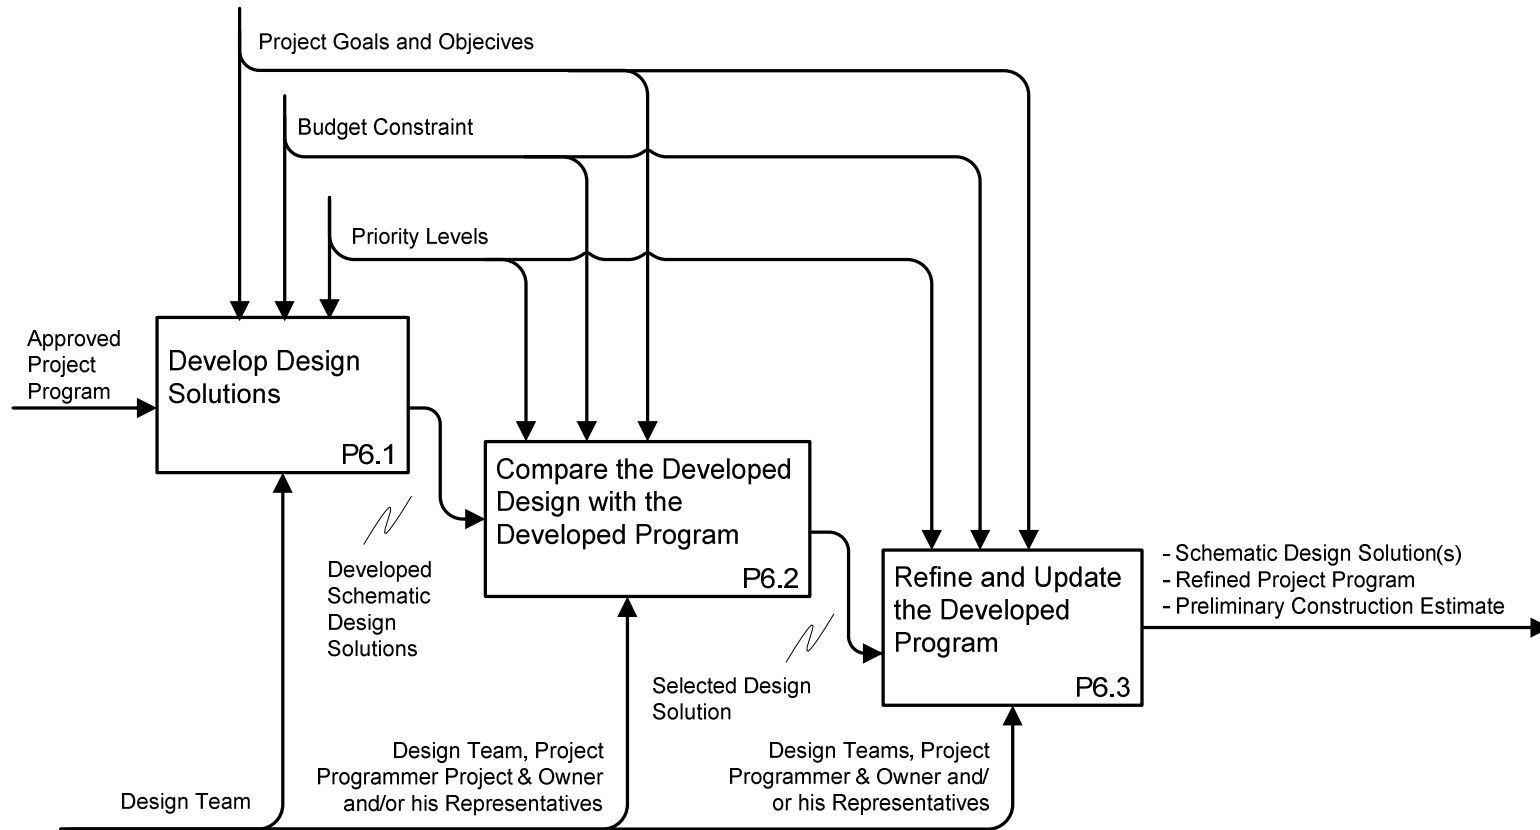 Project Goals and Objecives
Budget Constraint
Priority Levels
Approved
Project
Program
Develop Design
Solutions
P6.1
Compare the Developed
Design with the
Developed Program
P6.2
Developed
Schematic
Design
Solutions
Refine and Update
the Developed
Program
P6.3
- Schematic Design Solution(s)
- Refined Project Program
- Preliminary Construction Estimate
Selected Design
Solution
Design Team
Design Team, Project
Programmer Project & Owner
and/or his Representatives
Design Teams, Project
Programmer & Owner and/
or his Representatives